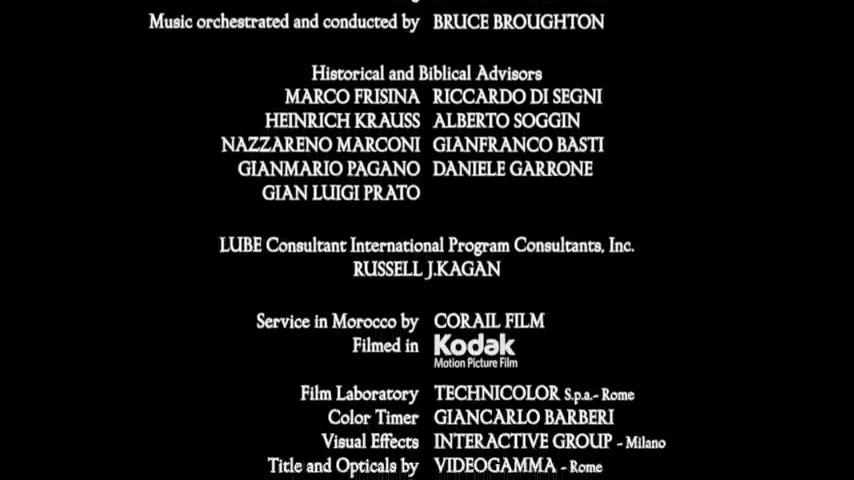 Music orchestrated and conducted by BRUCE BROUGHTON
Historical and Biblical Advisors
MARCO FRISINA RICCARDO DI SEGNI
HEINRICH KRAUSS ALBERTO SOGGIN
NAZZARENO MARCONI GIANFRANCO BASTI
GIANMARIO PAGANO DANIELE GARRONE
GIAN LUIGI PRATO
LUBE Consultant International Program Consultants, Inc.
RUSSELL J.KAGAN
Service in Morocco by CORAIL FILM
Filmed in Kodak
Motion Picture Film
Film Laboratory TECHNICOLOR S.p.a.- Rome
Color Timer GIANCARLO BARBERI
Visual Effects INTERACTIVE GROUP - Milano
Title and Opticals by VIDEOGAMMA - Rome